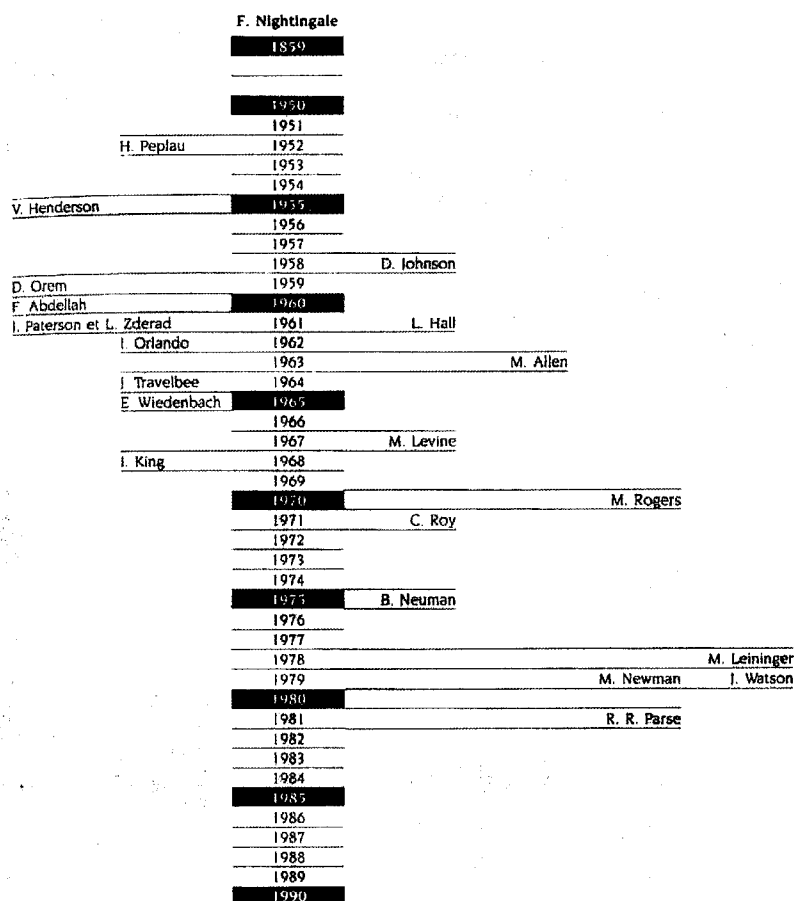 F. Nightingale
1859
1950
1951
H. Peplau 1952
1953
1954
V. Henderson 1955
1956
1957
1958 D. Johnson
D. Orem 1959
F. Abdellah 1960
J. Paterson et L. Zderad 1961 L. Hall
I. Orlando 1962
1963 M. Allen
J. Travelbee 1964
E. Wiedenbach 1965
1966
1967 M. Levine
I. King 1968
1969
1970 M. Rogers
1971 C. Roy
1972
1973
1974
1975 B. Neuman
1976
1977
1978 M. Leininger
1979 M. Newman J. Watson
1980
1981 R. R. Parse
1982
1983
1984
1985
1986
1987
1988
1989
1990